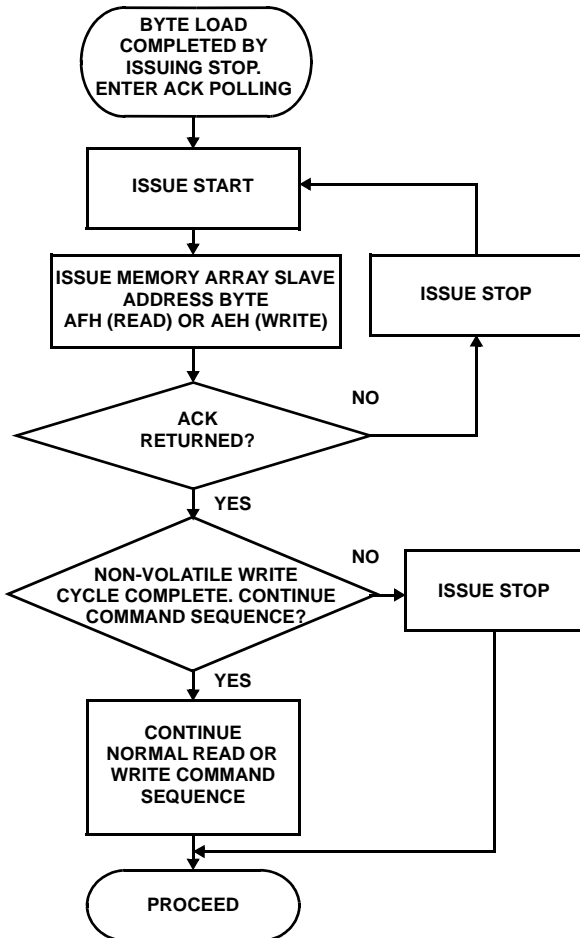 BYTE LOAD
COMPLETED BY
ISSUING STOP.
ENTER ACK POLLING
ISSUE START
ISSUE MEMORY ARRAY SLAVE
ADDRESS BYTE
AFH (READ) OR AEH (WRITE)
ISSUE STOP
NO
ACK
RETURNED?
YES
NO
NON-VOLATILE WRITE
CYCLE COMPLETE. CONTINUE
COMMAND SEQUENCE?
ISSUE STOP
YES
CONTINUE
NORMAL READ OR
WRITE COMMAND
SEQUENCE
PROCEED